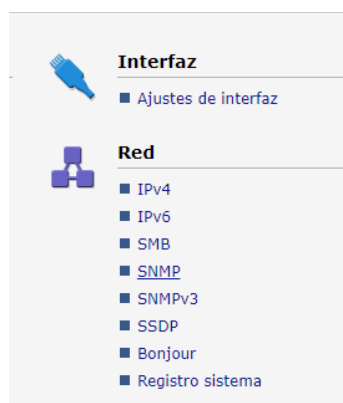 Interfaz
Ajustes de interfaz
Red
IPv4
IPv6
SMB
SNMP
SNMPv3
SSDP
Bonjour
Registro sistema